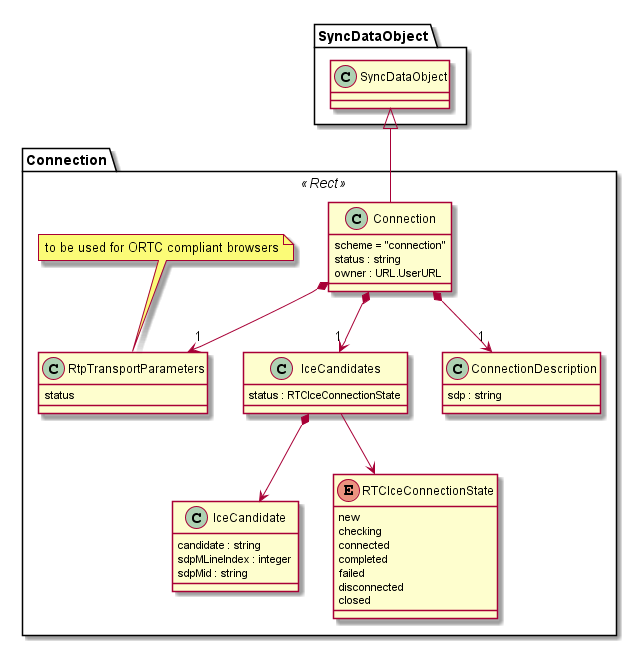 SyncDataObject
C SyncDataObject
Connection
« Rect »
C Connection
scheme = "connection"
status : string
owner : URL.UserURL
to be used for ORTC compliant browsers
1
1
1
C RtpTransportParameters
status
C IceCandidates
status : RTCIceConnectionState
C ConnectionDescription
sdp : string
C IceCandidate
candidate : string
sdpMLineIndex : integer
sdpMid : string
E RTCIceConnectionState
new
checking
connected
completed
failed
disconnected
closed